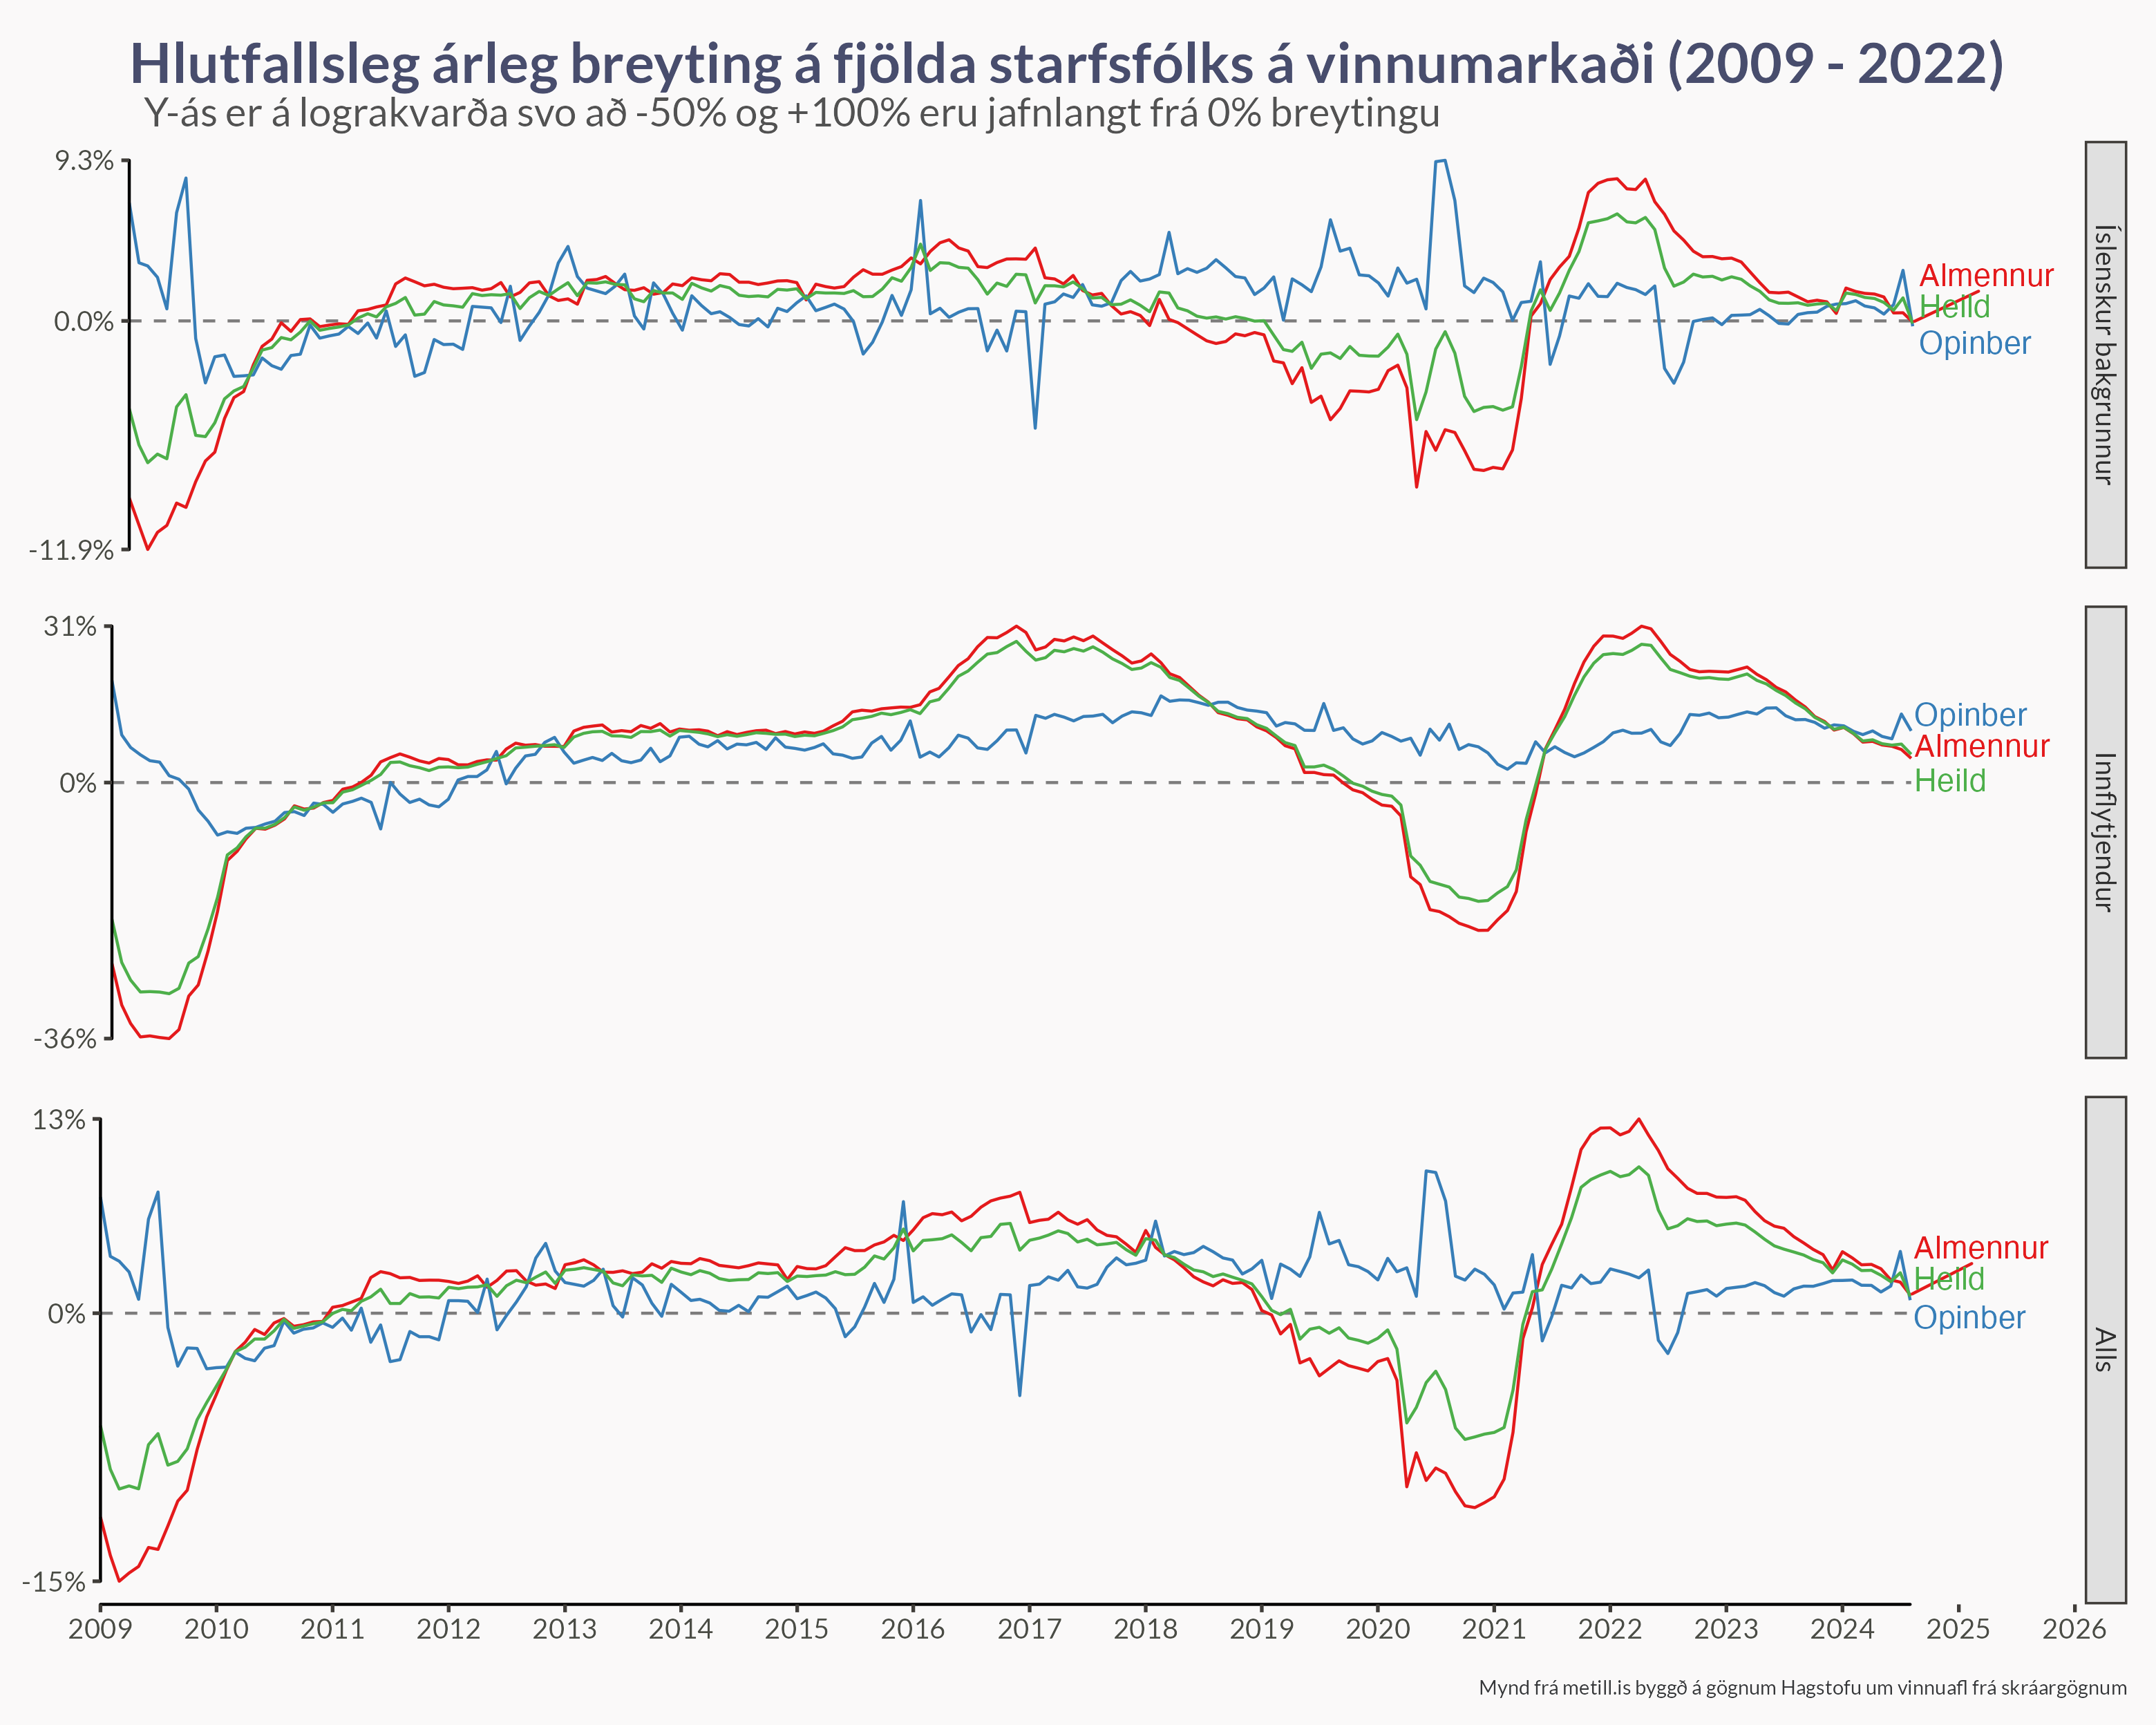 Hlutfallsleg árleg breyting á fjölda starfsfólks á vinnumarkaði (2009 - 2022)
Y-ás er á lograkvarða svo að -50% og +100% eru jafnlangt frá 0% breytingu
9.3%
0.0%
-11.9%
Almennur
Heild
Opinber
Íslenskur bakgrunnur
31%
0%
-36%
Opinber
Almennur
Heild
Innflytjendur
13%
0%
-15%
Almennur
Heild
Opinber
Alls
2009 2010 2011 2012 2013 2014 2015 2016 2017 2018 2019 2020 2021 2022 2023 2024 2025 2026
Mynd frá metill.is byggð á gögnum Hagstofu um vinnuafl frá skráargögnum